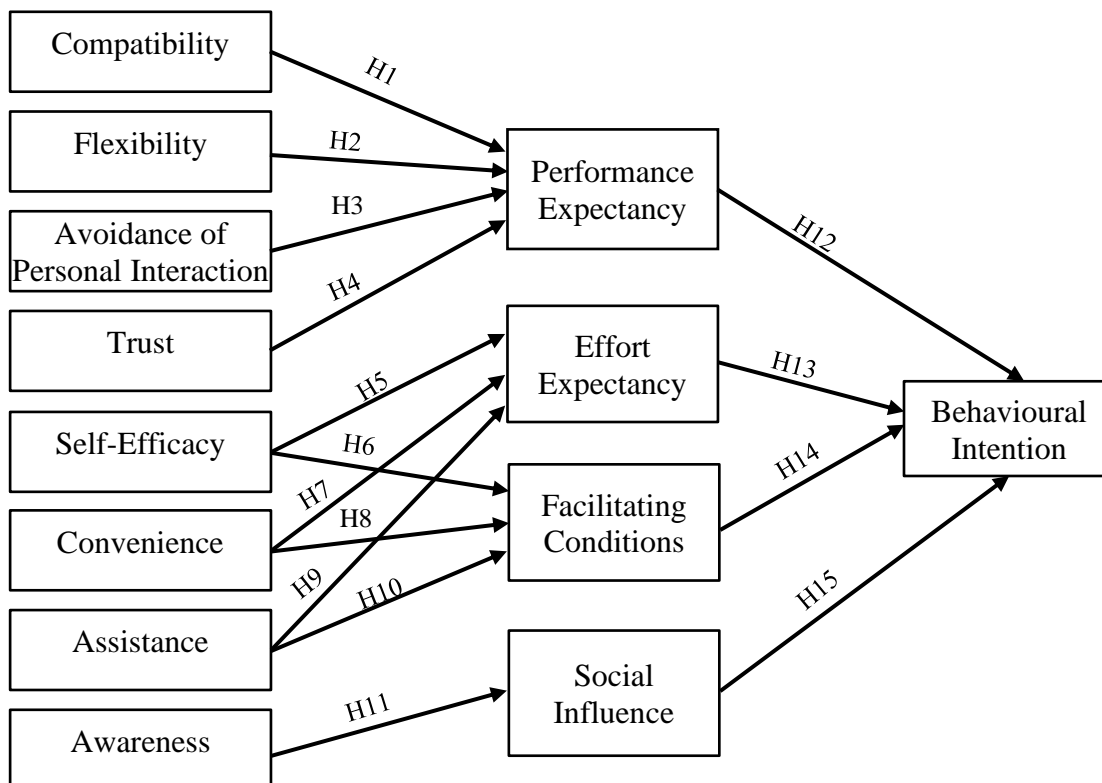 Compatibility
Flexibility
Avoidance of
Personal Interaction
Trust
Self-Efficacy
Convenience
Assistance
Awareness
H1
H2
H3
H4
H5
H6
H7
H8
H9
H10
H11
Performance
Expectancy
Effort
Expectancy
Facilitating
Conditions
Social
Influence
H12
H13
H14
H15
Behavioural
Intention